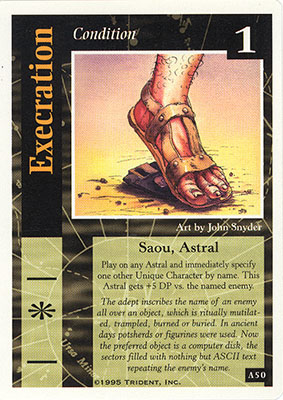 Execration
Condition
1
Art by John Snyder
Saou, Astral
Play on any Astral and immediately specify
one other Unique Character by name. This
Astral gets +5 DP vs. the named enemy.
The adept inscribes the name of an enemy
all over an object, which is ritually mutilat-
ed, trampled, burned or buried. In ancient
days potsherds or figurines were used. Now
the preferred object is a computer disk, the
sectors filled with nothing but ASCII text
repeating the enemy's name.
Ursa Min
©1995 TRIDENT, INC.
A50